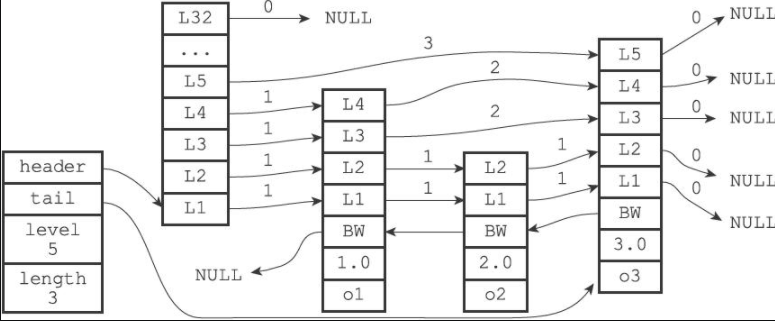 L32
0
NULL
...
L5
3
L4
1
L3
1
L2
1
L1
1
header
tail
level
5
length
3
L4
2
L3
2
L2
1
L1
1
BW
1.0
o1
NULL
L2
1
L1
1
BW
2.0
o2
L5
0
NULL
L4
0
NULL
L3
0
NULL
L2
0
NULL
L1
0
NULL
BW
3.0
o3